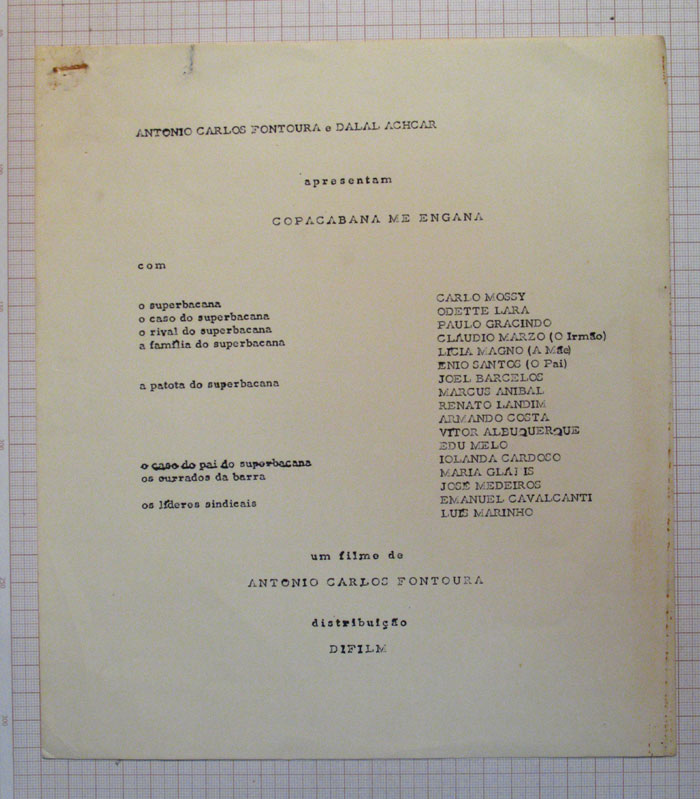 ANTONIO CARLOS FONTOURA e DALAL ACHCAR
apresentam
COPACABANA ME ENGANA
com
o superbacana CARLO MOSSY
o caso do superbacana ODETTE LARA
o rival do superbacana PAULO GRACINDO
a família do superbacana CLAUDIO MARZO (O Irmão)
LÍCIA MAGNO (A Mãe)
ENIO SANTOS (O Pai)
a patota do superbacana JOEL BARCELOS
MARCUS ANIBAL
RENATO LANDIM
ARMANDO COSTA
VITOR ALBUQUERQUE
EDU MELO
o caso do pai do superbacana IOLANDA CARDOSO
os currados da barra MARIA
JOSÉ MEDEIROS
os líderes sindicais EMANUEL CAVALCANTI
LUIS MARINHO
um filme de
ANTONIO CARLOS FONTOURA
distribuição
DIFILM